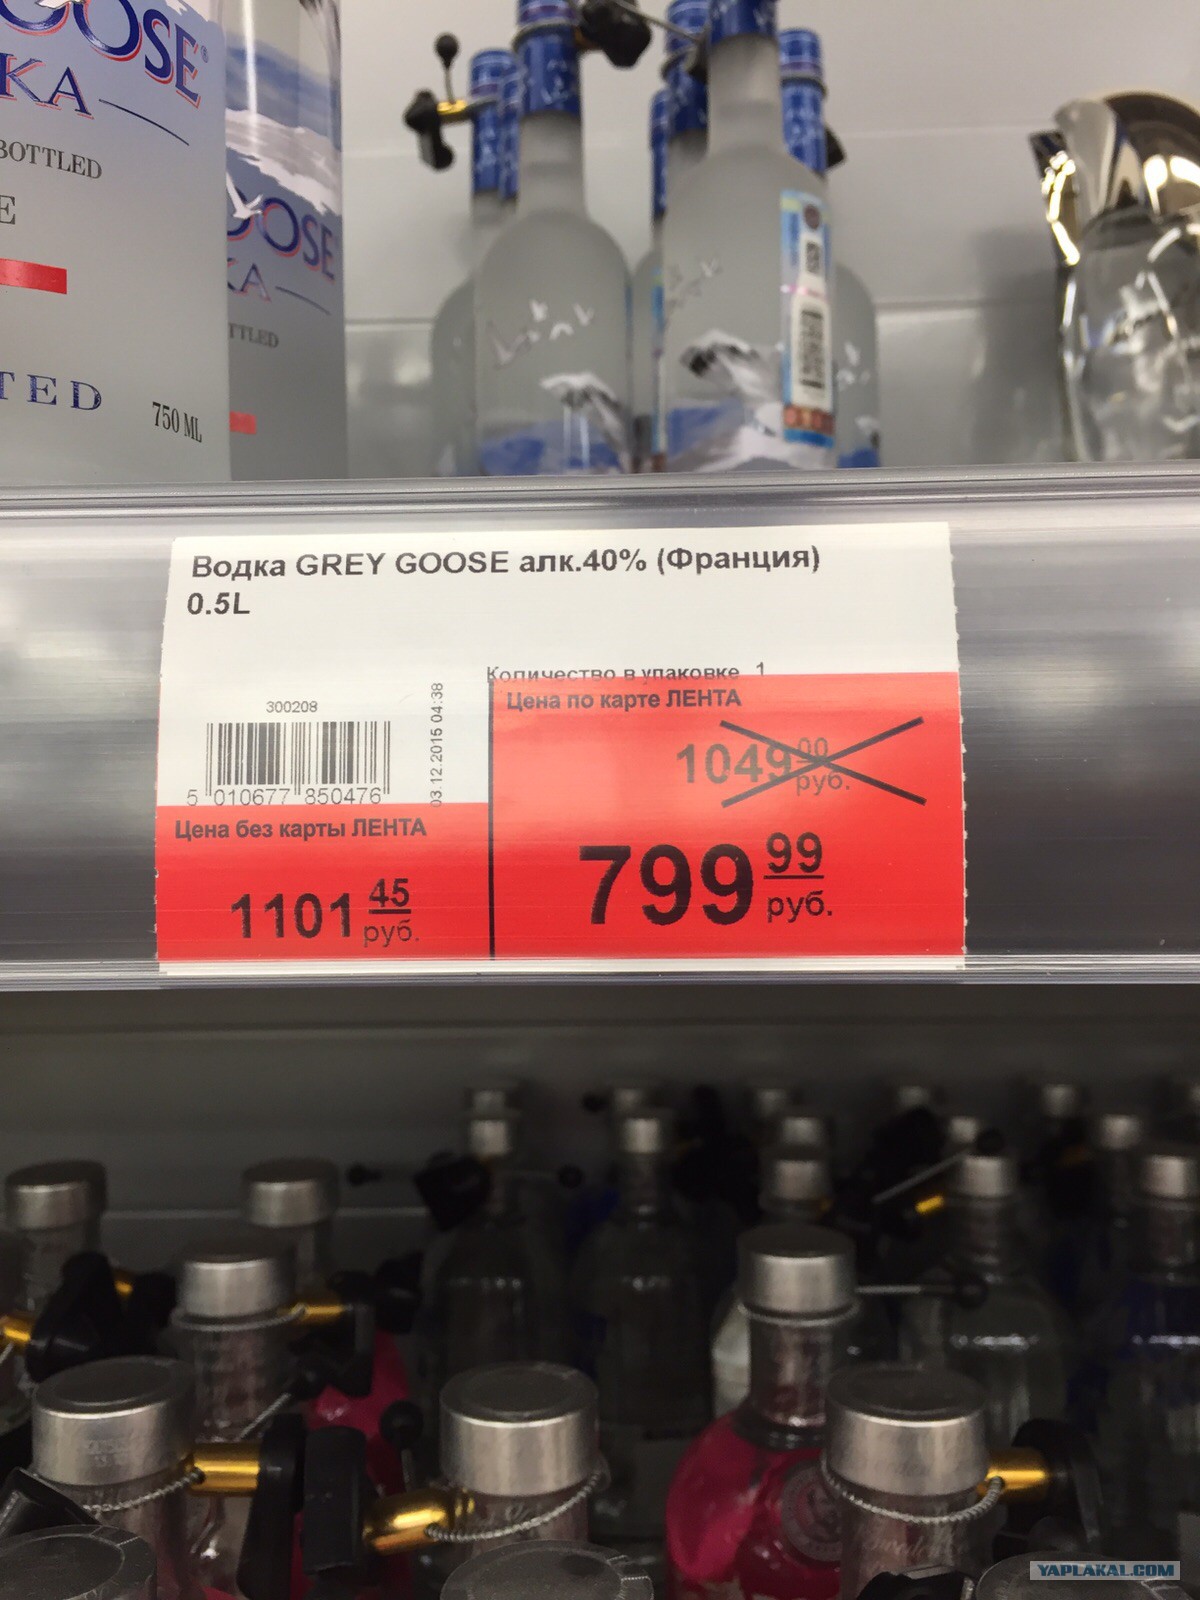 GOOSE
KA
BOTTLED
E
TED
750 ML
OOSE
KA
TTLED
Водка GREY GOOSE алк.40% (Франция)
0.5L
Количество в упаковке 1
300208
5 010677 850476
03.12.2015 04:38
Цена по карте ЛЕНТА
1049 00 руб.
799 99 руб.
Цена без карты ЛЕНТА
1101 45 руб.
YAPLAKAL.COM